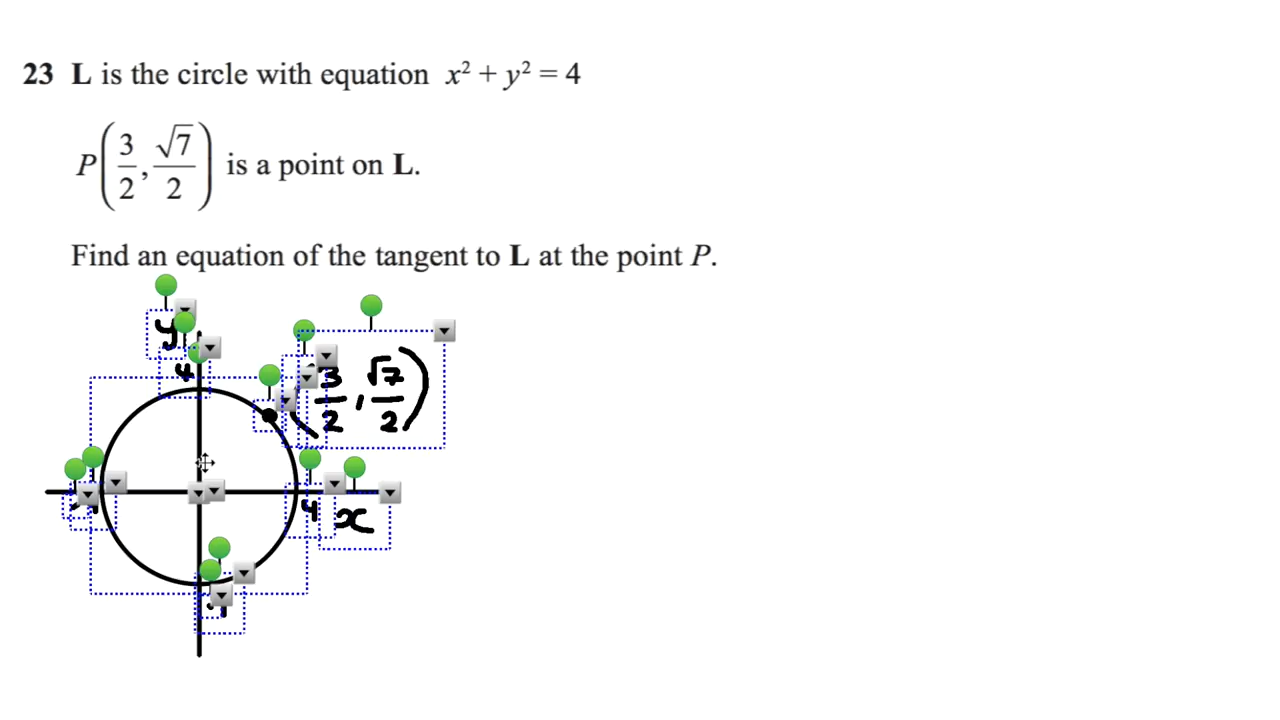 23 L is the circle with equation x² + y² = 4
P(3/2, √7/2) is a point on L.
Find an equation of the tangent to L at the point P.
y
4
(3/2, √7/2)
4
x